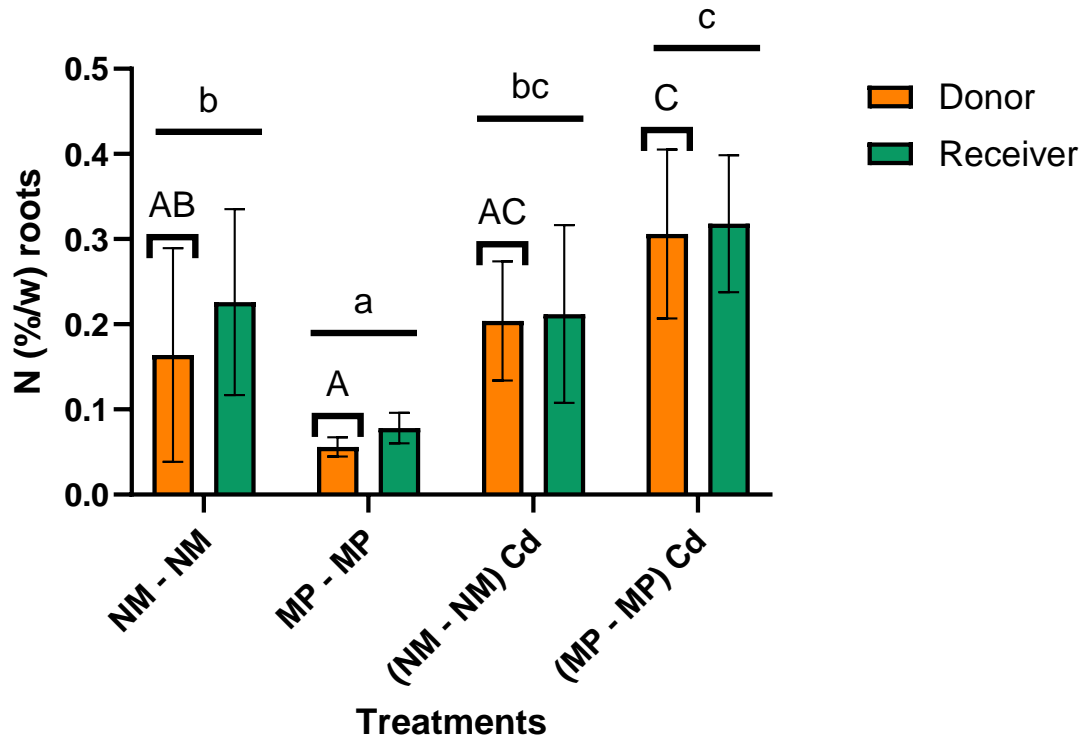 c
b
bc
a
AB
A
AC
C
N (%/w) roots
0.5
0.4
0.3
0.2
0.1
0.0
NM - NM
MP - MP
(NM - NM) Cd
(MP - MP) Cd
Treatments
Donor
Receiver